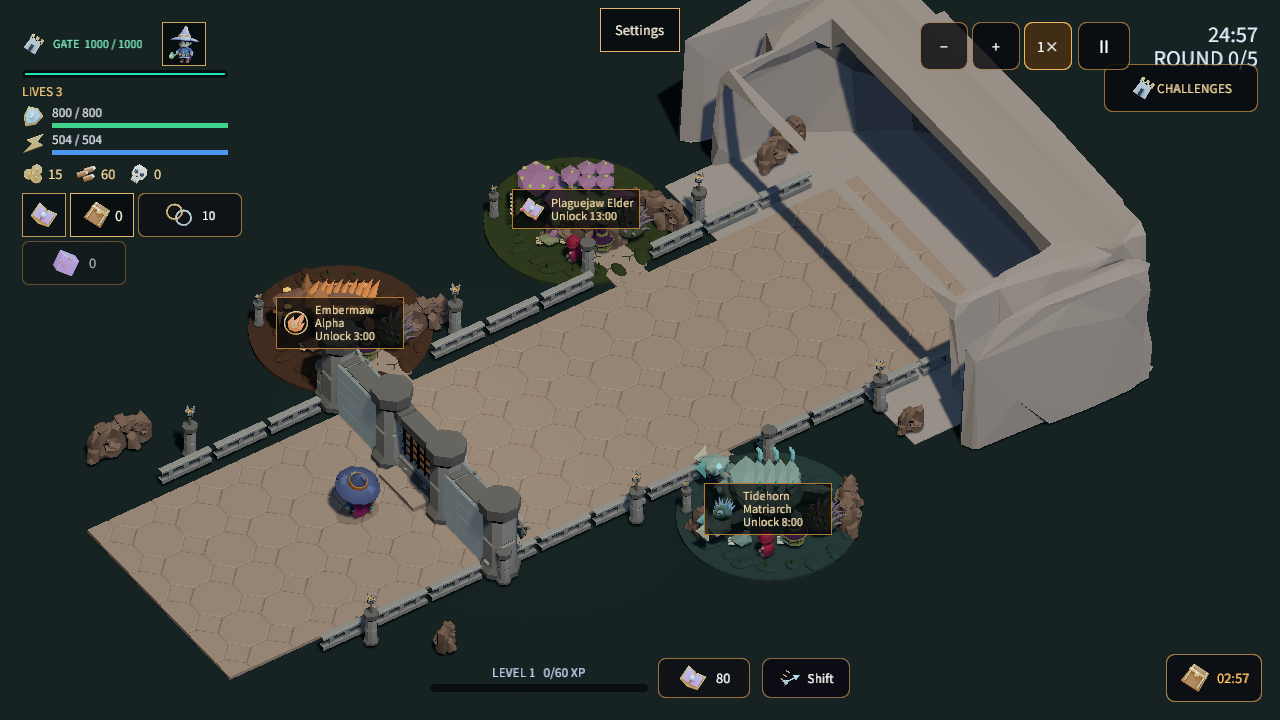 GATE 1000 / 1000
Settings
−
+
1×
24:57
ROUND 0/5
CHALLENGES
LIVES 3
800 / 800
504 / 504
15
60
0
0
10
0
Plaguejaw Elder
Unlock 13:00
Embermaw
Alpha
Unlock 3:00
Tidehorn
Matriarch
Unlock 8:00
LEVEL 1 0/60 XP
80
Shift
02:57